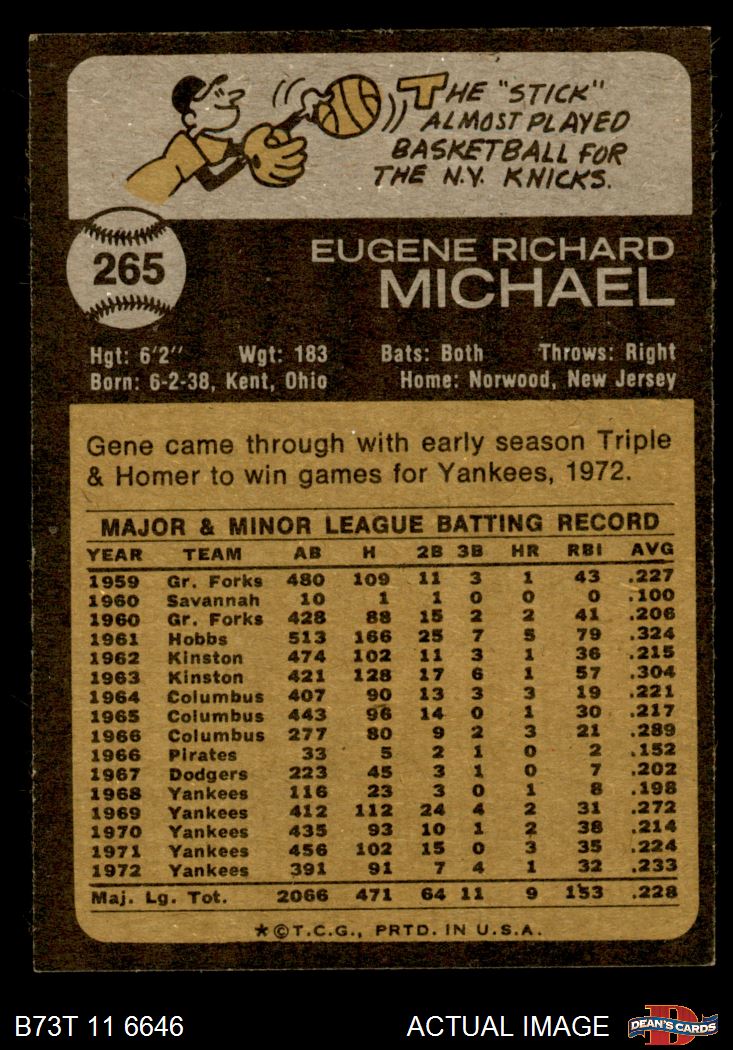 THE "STICK"
ALMOST PLAYED
BASKETBALL FOR
THE N.Y. KNICKS.
265
EUGENE RICHARD
MICHAEL
Hgt: 6'2" Wgt: 183 Bats: Both Throws: Right
Born: 6-2-38, Kent, Ohio Home: Norwood, New Jersey
Gene came through with early season Triple
& Homer to win games for Yankees, 1972.
MAJOR & MINOR LEAGUE BATTING RECORD
YEAR TEAM AB H 2B 3B HR RBI AVG
1959 Gr. Forks 480 109 11 3 1 43 .227
1960 Savannah 10 1 1 0 0 0 .100
1960 Gr. Forks 428 88 15 2 2 41 .206
1961 Hobbs 513 166 25 7 5 79 .324
1962 Kinston 474 102 11 3 1 36 .215
1963 Kinston 421 128 17 6 1 57 .304
1964 Columbus 407 90 13 3 3 19 .221
1965 Columbus 443 96 14 0 1 30 .217
1966 Columbus 277 80 9 2 3 21 .289
1966 Pirates 33 5 2 1 0 2 .152
1967 Dodgers 223 45 3 1 0 7 .202
1968 Yankees 116 23 3 0 1 8 .198
1969 Yankees 412 112 24 4 2 31 .272
1970 Yankees 435 93 10 1 2 38 .214
1971 Yankees 456 102 15 0 3 35 .224
1972 Yankees 391 91 7 4 1 32 .233
Maj. Lg. Tot. 2066 471 64 11 9 153 .228
★©T.C.G., PRTD. IN U.S.A.
B73T 11 6646 ACTUAL IMAGE DEAN'S CARDS